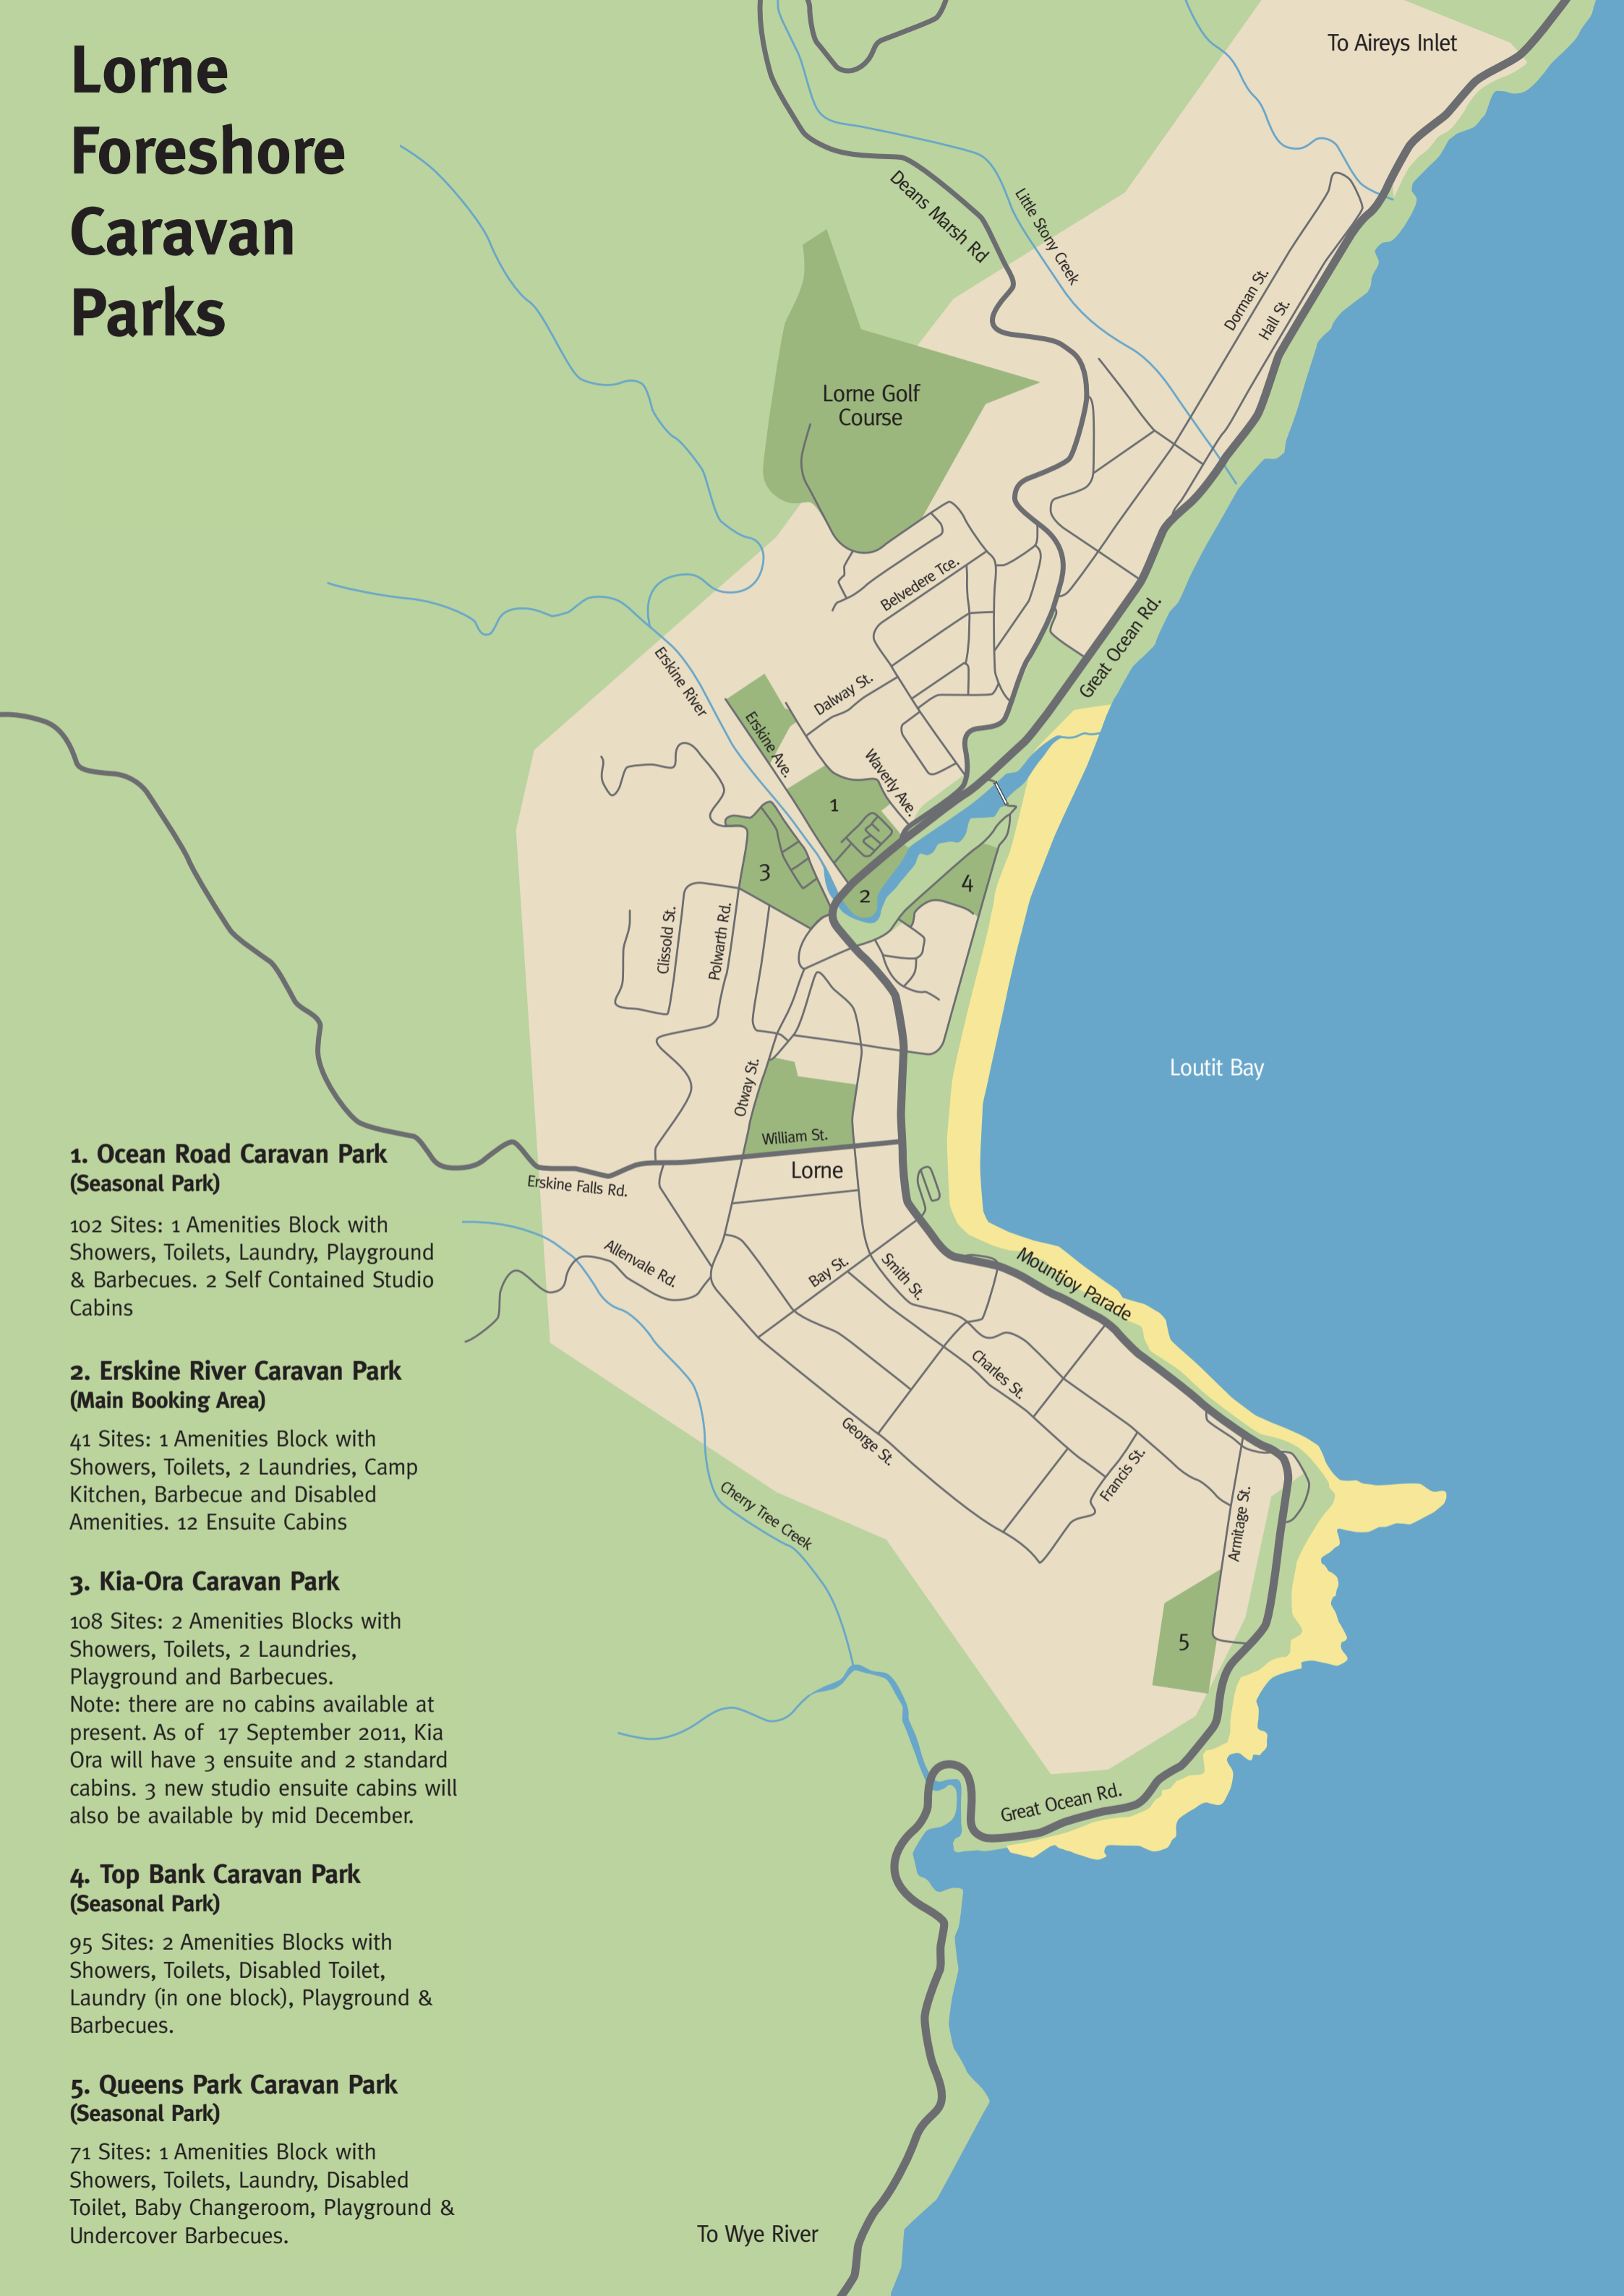 Lorne
Foreshore
Caravan
Parks
To Aireys Inlet
Deans Marsh Rd
Little Stony Creek
Dorman St.
Hall St.
Lorne Golf
Course
Belvedere Tce.
Great Ocean Rd.
Erskine River
Dalway St.
Erskine Ave.
Waverly Ave.
1
3
2
4
Clissold St.
Polwarth Rd.
Loutit Bay
Otway St.
William St.
Lorne
Erskine Falls Rd.
Allenvale Rd.
Bay St.
Smith St.
Mountjoy Parade
Charles St.
George St.
Francis St.
Armitage St.
Cherry Tree Creek
5
Great Ocean Rd.
To Wye River
1. Ocean Road Caravan Park
(Seasonal Park)
102 Sites: 1 Amenities Block with
Showers, Toilets, Laundry, Playground
& Barbecues. 2 Self Contained Studio
Cabins
2. Erskine River Caravan Park
(Main Booking Area)
41 Sites: 1 Amenities Block with
Showers, Toilets, 2 Laundries, Camp
Kitchen, Barbecue and Disabled
Amenities. 12 Ensuite Cabins
3. Kia-Ora Caravan Park
108 Sites: 2 Amenities Blocks with
Showers, Toilets, 2 Laundries,
Playground and Barbecues.
Note: there are no cabins available at
present. As of 17 September 2011, Kia
Ora will have 3 ensuite and 2 standard
cabins. 3 new studio ensuite cabins will
also be available by mid December.
4. Top Bank Caravan Park
(Seasonal Park)
95 Sites: 2 Amenities Blocks with
Showers, Toilets, Disabled Toilet,
Laundry (in one block), Playground &
Barbecues.
5. Queens Park Caravan Park
(Seasonal Park)
71 Sites: 1 Amenities Block with
Showers, Toilets, Laundry, Disabled
Toilet, Baby Changeroom, Playground &
Undercover Barbecues.